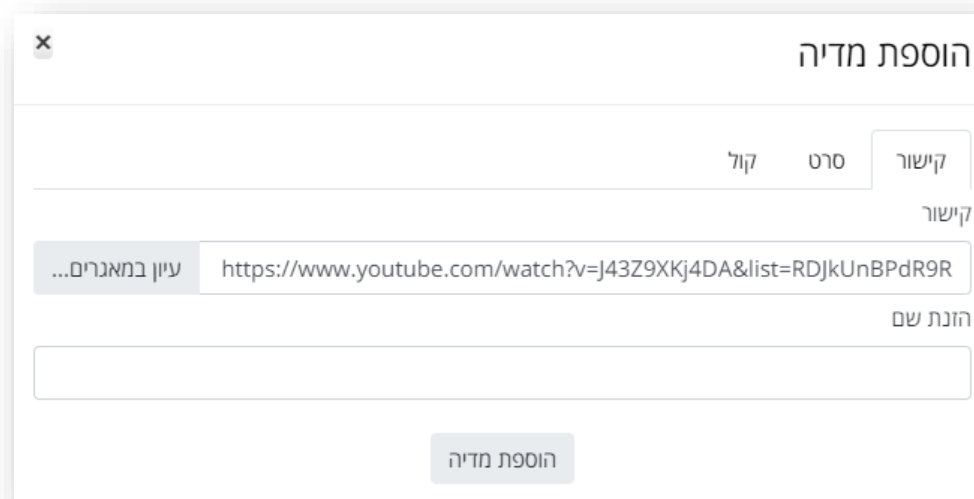 הוספת מדיה
×
קישור סרט קול
קישור
https://www.youtube.com/watch?v=J43Z9XKj4DA&list=RDJkUnBPdR9R עיון במאגרים...
הזנת שם
הוספת מדיה